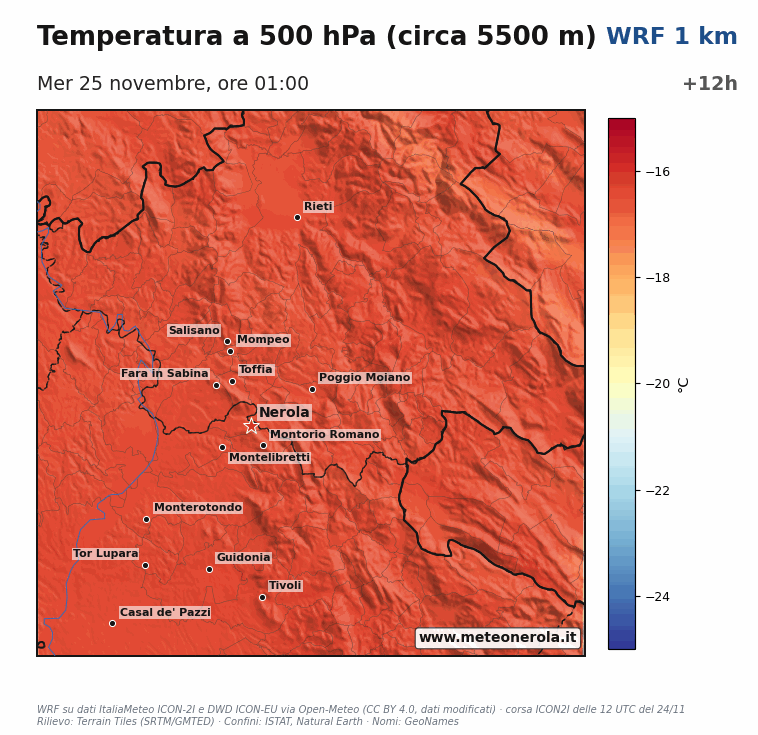 Temperatura a 500 hPa (circa 5500 m) WRF 1 km
Mer 25 novembre, ore 01:00 +12h
Rieti
Salisano
Mompeo
Toffia
Fara in Sabina
Poggio Moiano
Nerola
Montorio Romano
Montelibretti
Monterotondo
Tor Lupara
Guidonia
Tivoli
Casal de' Pazzi
www.meteonerola.it
−16
−18
−20
−22
−24
°C
WRF su dati ItaliaMeteo ICON-2I e DWD ICON-EU via Open-Meteo (CC BY 4.0, dati modificati) · corsa ICON2I delle 12 UTC del 24/11
Rilievo: Terrain Tiles (SRTM/GMTED) · Confini: ISTAT, Natural Earth · Nomi: GeoNames